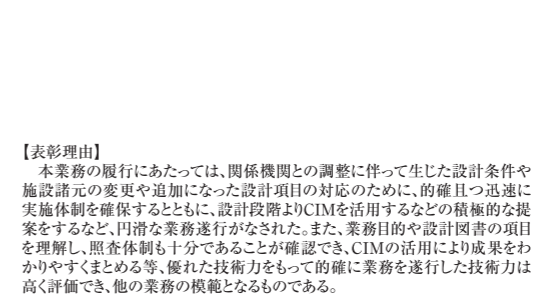 【表彰理由】
　本業務の履行にあたっては、関係機関との調整に伴って生じた設計条件や
施設諸元の変更や追加になった設計項目の対応のために、的確且つ迅速に
実施体制を確保するとともに、設計段階よりCIMを活用するなどの積極的な提
案をするなど、円滑な業務遂行がなされた。また、業務目的や設計図書の項目
を理解し、照査体制も十分であることが確認でき、CIMの活用により成果をわ
かりやすくまとめる等、優れた技術力をもって的確に業務を遂行した技術力は
高く評価でき、他の業務の模範となるものである。